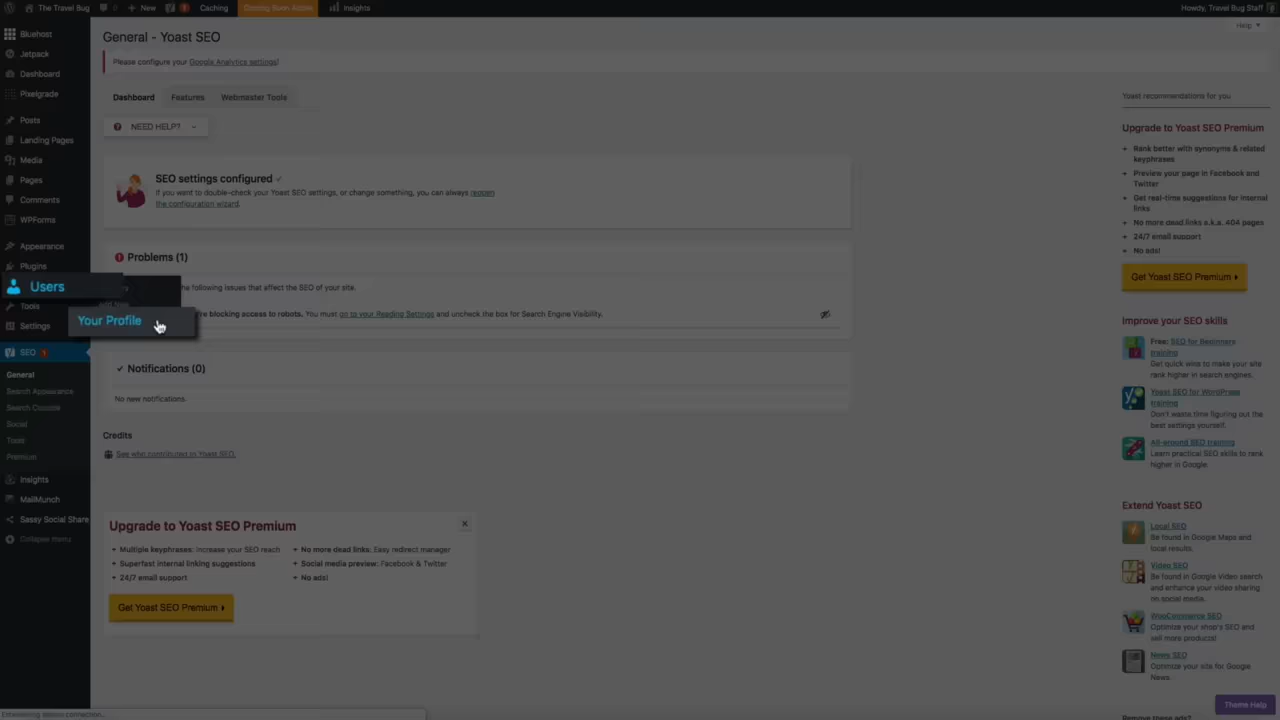 The Travel Bug 0 + New 1 Caching Coming Soon Active Insights
Howdy, Travel Bug Staff
Help
Bluehost
Jetpack
Dashboard
Pixelgrade
Posts
Landing Pages
Media
Pages
Comments
WPForms
Appearance
Plugins
Users
Add New
Your Profile
Tools
Settings
SEO 1
General
Search Appearance
Search Console
Social
Tools
Premium
Insights
MailMunch
Sassy Social Share
Collapse menu
General - Yoast SEO
Please configure your Google Analytics settings!
Dashboard Features Webmaster Tools
NEED HELP?
SEO settings configured ✓
If you want to double-check your Yoast SEO settings, or change something, you can always reopen
the configuration wizard.
Problems (1)
the following issues that affect the SEO of your site.
blocking access to robots. You must go to your Reading Settings and uncheck the box for Search Engine Visibility.
✓ Notifications (0)
No new notifications.
Credits
See who contributed to Yoast SEO.
Upgrade to Yoast SEO Premium
+ Multiple keyphrases: Increase your SEO reach
+ Superfast internal linking suggestions
+ 24/7 email support
+ No more dead links: Easy redirect manager
+ Social media preview: Facebook & Twitter
+ No ads!
Get Yoast SEO Premium
Yoast recommendations for you
Upgrade to Yoast SEO Premium
+ Rank better with synonyms & related
keyphrases
+ Preview your page in Facebook and
Twitter
+ Get real-time suggestions for internal
links
+ No more dead links a.k.a. 404 pages
+ 24/7 email support
+ No ads!
Get Yoast SEO Premium
Improve your SEO skills
Free: SEO for Beginners
training
Get quick wins to make your site
rank higher in search engines.
Yoast SEO for WordPress
training
Don't waste time figuring out the
best settings yourself.
All-around SEO training
Learn practical SEO skills to rank
higher in Google.
Extend Yoast SEO
Local SEO
Be found in Google Maps and
local results.
Video SEO
Be found in Google Video search
and enhance your video sharing
on social media.
WooCommerce SEO
Optimize your shop's SEO and
sell more products!
News SEO
Optimize your site for Google
News.
Remove these ads?
Theme Help